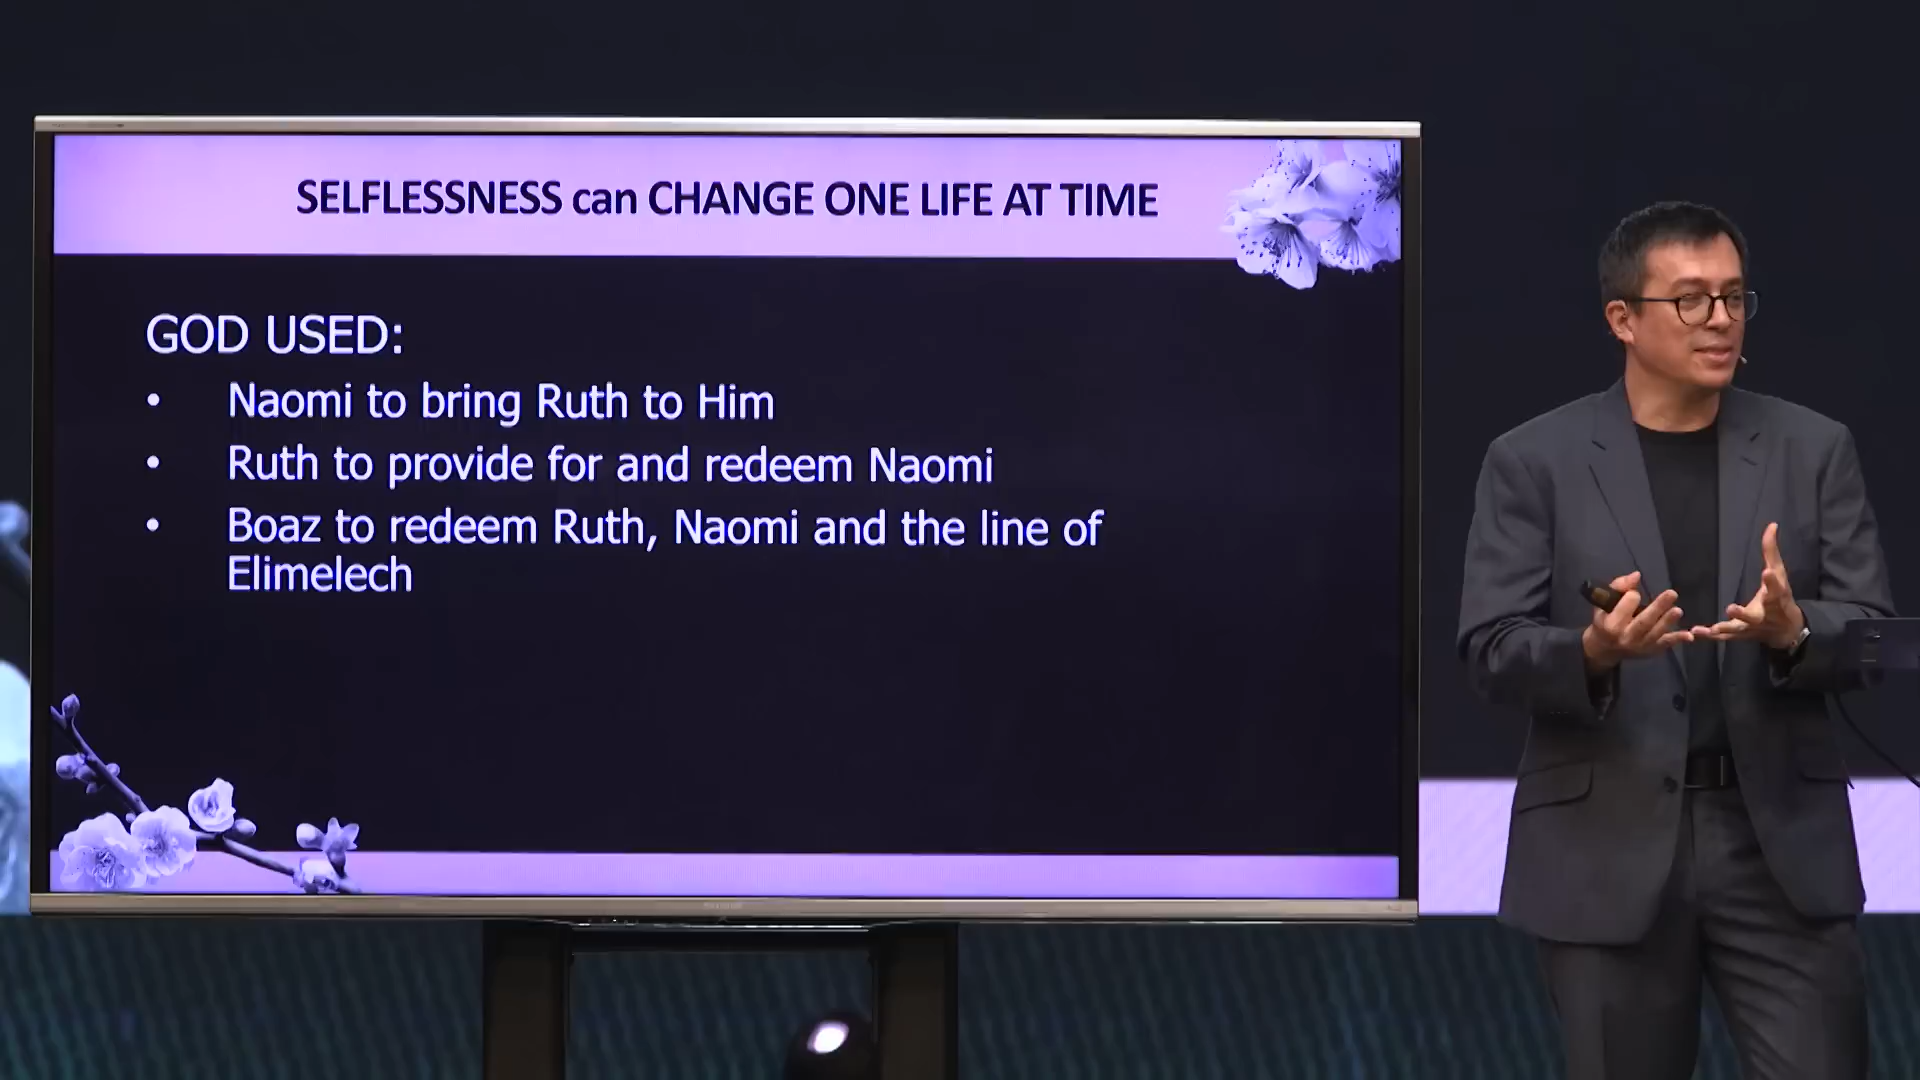 SELFLESSNESS can CHANGE ONE LIFE AT TIME
GOD USED:
• Naomi to bring Ruth to Him
• Ruth to provide for and redeem Naomi
• Boaz to redeem Ruth, Naomi and the line of
Elimelech